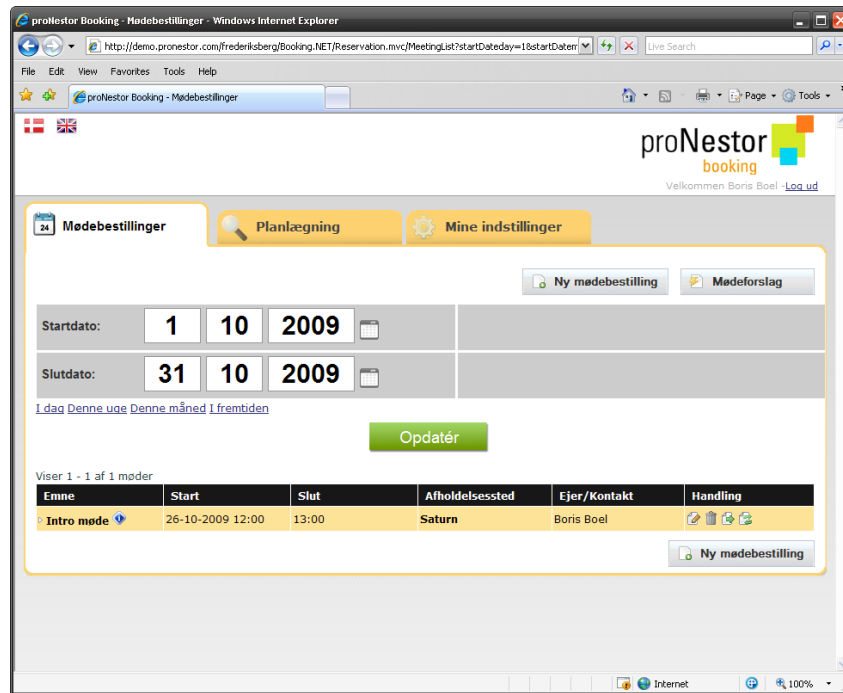 proNestor Booking - Mødebestillinger - Windows Internet Explorer
http://demo.pronestor.com/frederiksberg/Booking.NET/Reservation.mvc/MeetingList?startDateday=1&startDatem
Live Search
File Edit View Favorites Tools Help
proNestor Booking - Mødebestillinger
Page Tools
proNestor
booking
Velkommen Boris Boel -Log ud
24 Mødebestillinger Planlægning Mine indstillinger
Ny mødebestilling Mødeforslag
Startdato: 1 10 2009
Slutdato: 31 10 2009
I dag Denne uge Denne måned I fremtiden
Opdatér
Viser 1 - 1 af 1 møder
Emne Start Slut Afholdelsessted Ejer/Kontakt Handling
Intro møde 26-10-2009 12:00 13:00 Saturn Boris Boel
Ny mødebestilling
Internet 100%